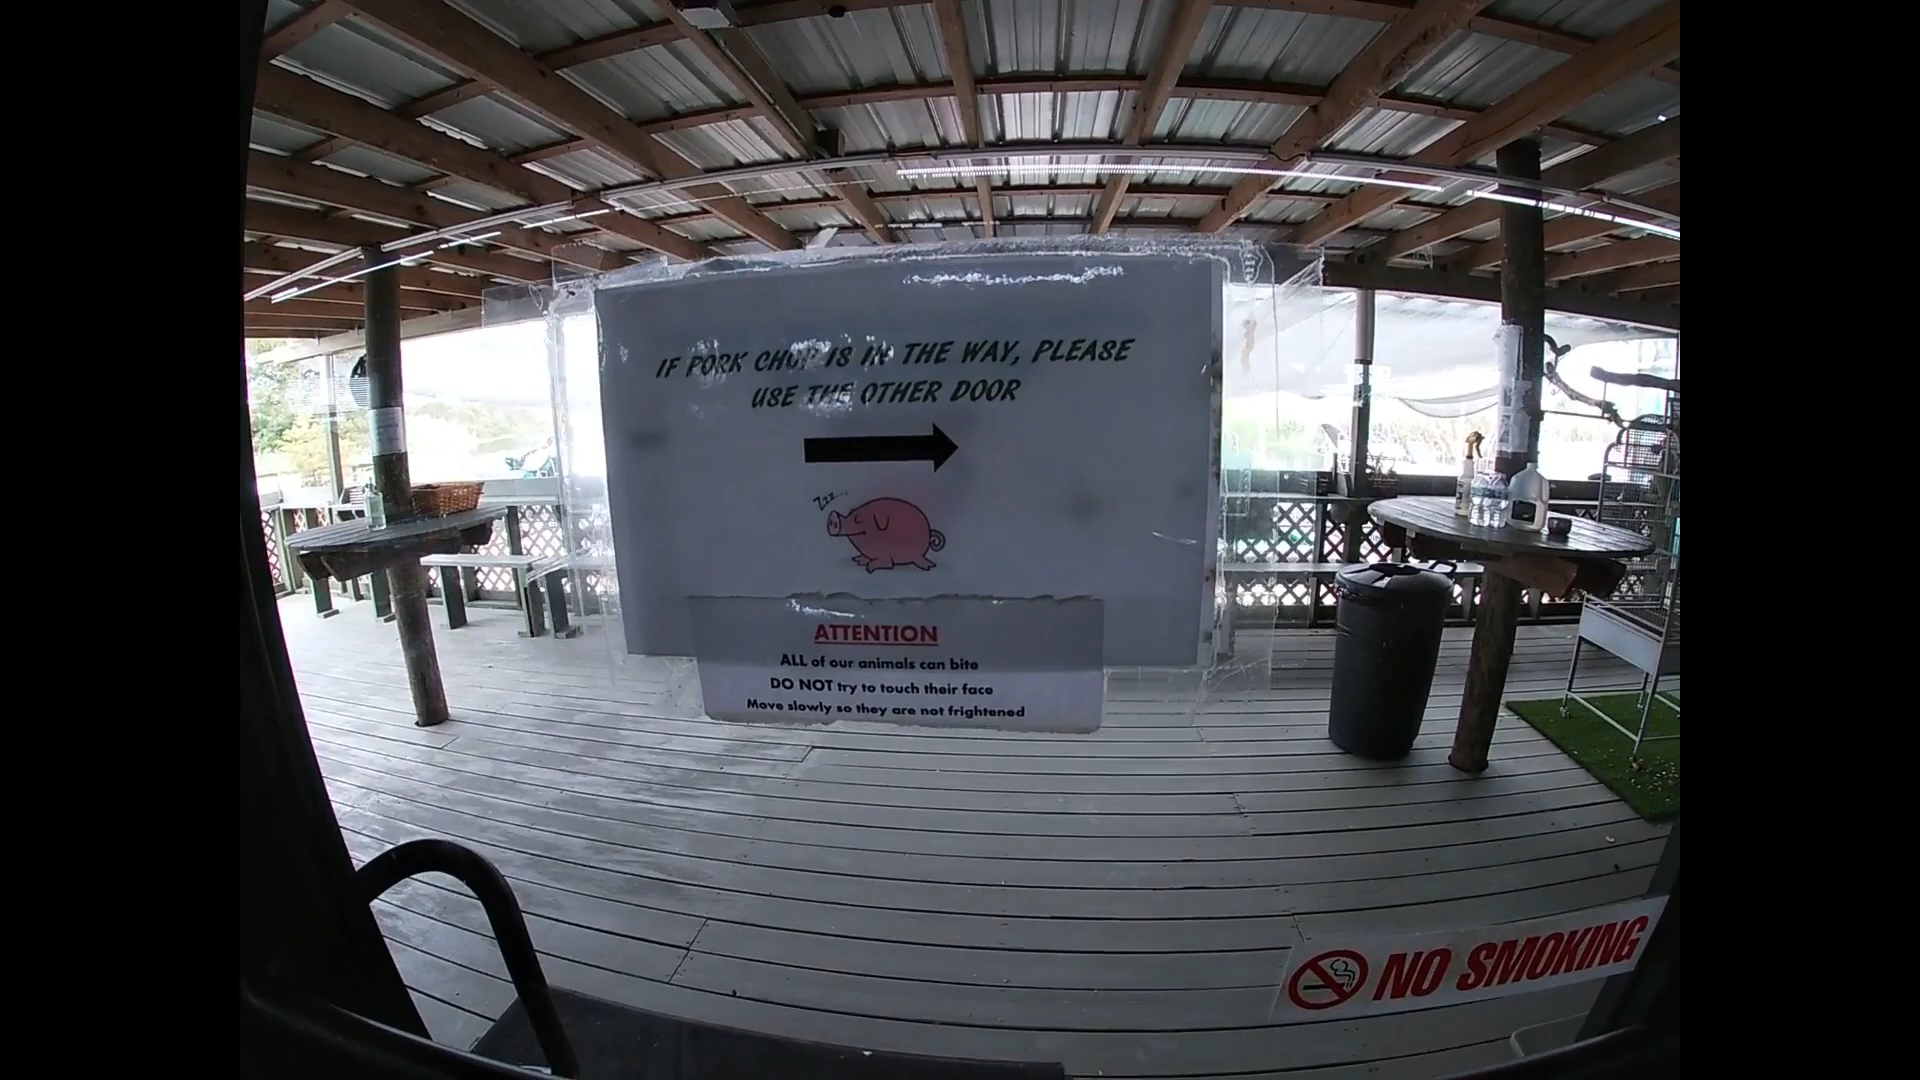 IF PORK CHOP IS IN THE WAY, PLEASE
USE THE OTHER DOOR
Zzz...
ATTENTION
ALL of our animals can bite
DO NOT try to touch their face
Move slowly so they are not frightened
NO SMOKING